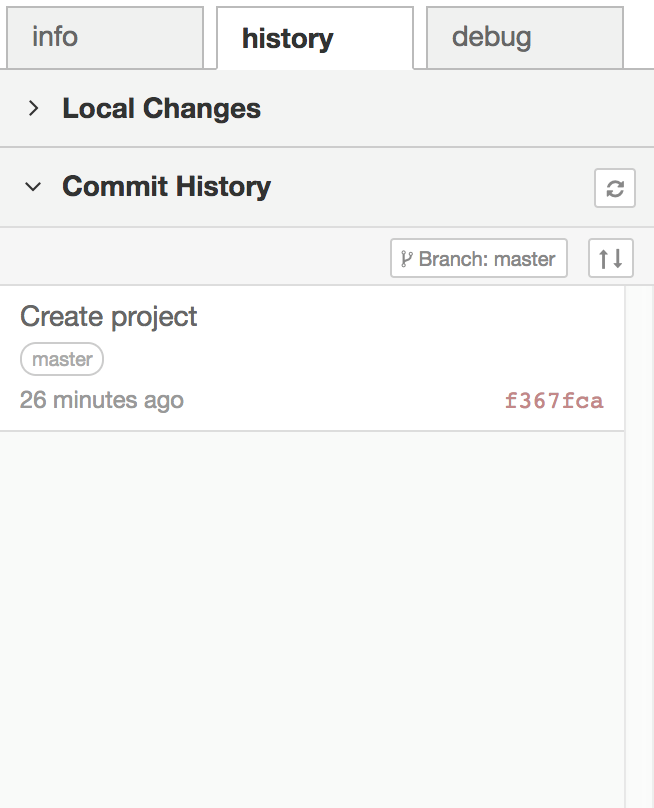 info
history
debug
Local Changes
Commit History
Branch: master
Create project
master
26 minutes ago
f367fca